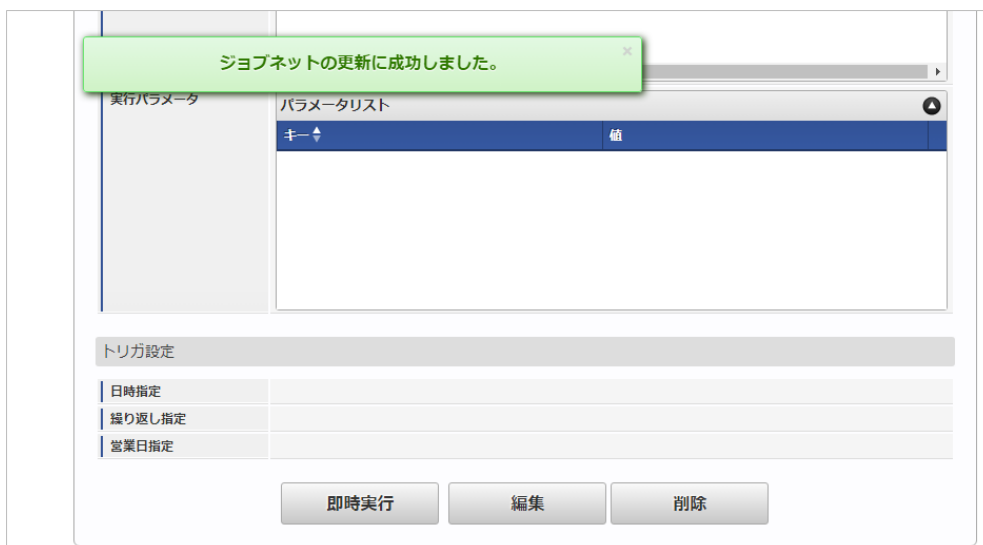 ジョブネットの更新に成功しました。
×
実行パラメータ
パラメータリスト
キー
値
トリガ設定
日時指定
繰り返し指定
営業日指定
即時実行
編集
削除